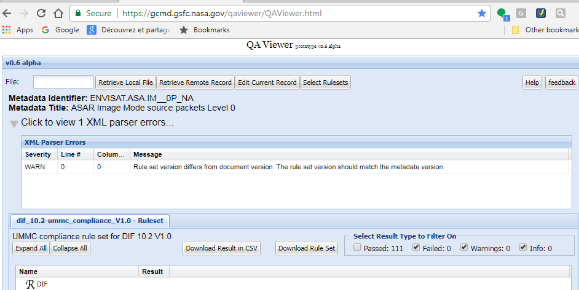 Secure https://gcmd.gsfc.nasa.gov/qaviewer/QAViewer.html
Apps G Google Découvrez et partag Bookmarks Other bookmark
QA Viewer prototype v0.6 alpha
v0.6 alpha
File: Retrieve Local File Retrieve Remote Record Edit Current Record Select Rulesets Help feedback
Metadata Identifier: ENVISAT.ASA.IM__0P_NA
Metadata Title: ASAR Image Mode source packets Level 0
Click to view 1 XML parser errors...
XML Parser Errors
Severity Line # Colum... Message
WARN 0 0 Rule set version differs from document version. The rule set version should match the metadata version.
dif_10.2-ummc_compliance_V1.0 - Ruleset
UMMC compliance rule set for DIF 10.2 V1.0
Select Result Type to Filter On
Expand All Collapse All Download Result in CSV Download Rule Set Passed: 111 Failed: 0 Warnings: 0 Info: 0
Name Result
R DIF